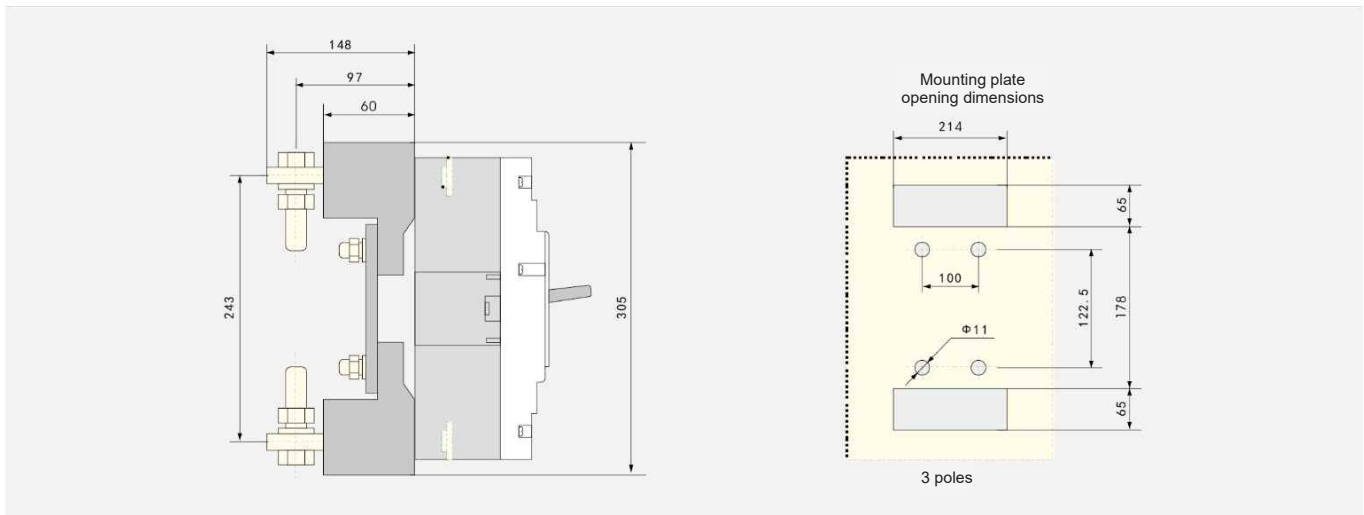 148
97
60
243
305
Mounting plate
opening dimensions
214
65
100
122.5
178
Φ11
65
3 poles